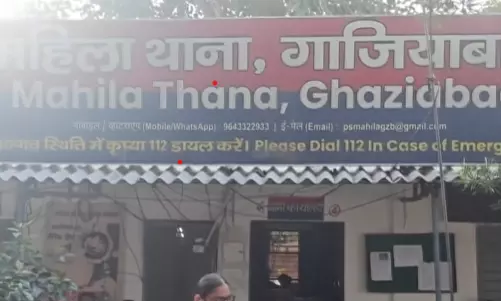 महिला थाना, गाजियाबा
Mahila Thana, Ghaziaba
(Mobile/WhatsApp) : 9643322933 | ई-मेल (Email) : psmahilagzb@gmail.com
स्थिति में कृप्या 112 डायल करें। Please Dial 112 In Case of Emerg